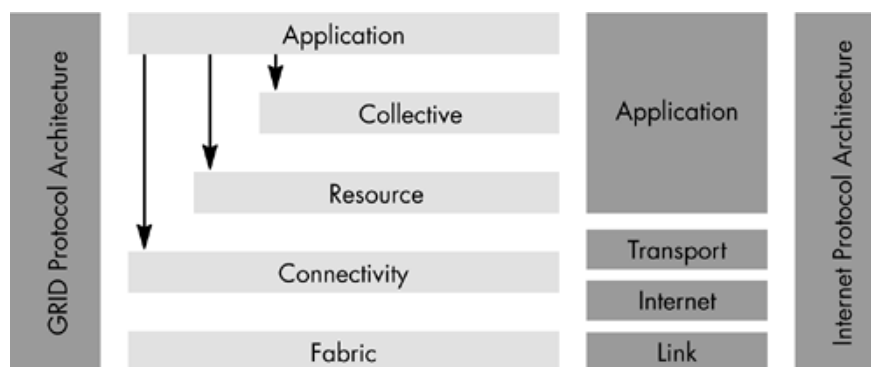 GRID Protocol Architecture
Application
Collective
Resource
Connectivity
Fabric
Application
Transport
Internet
Link
Internet Protocol Architecture